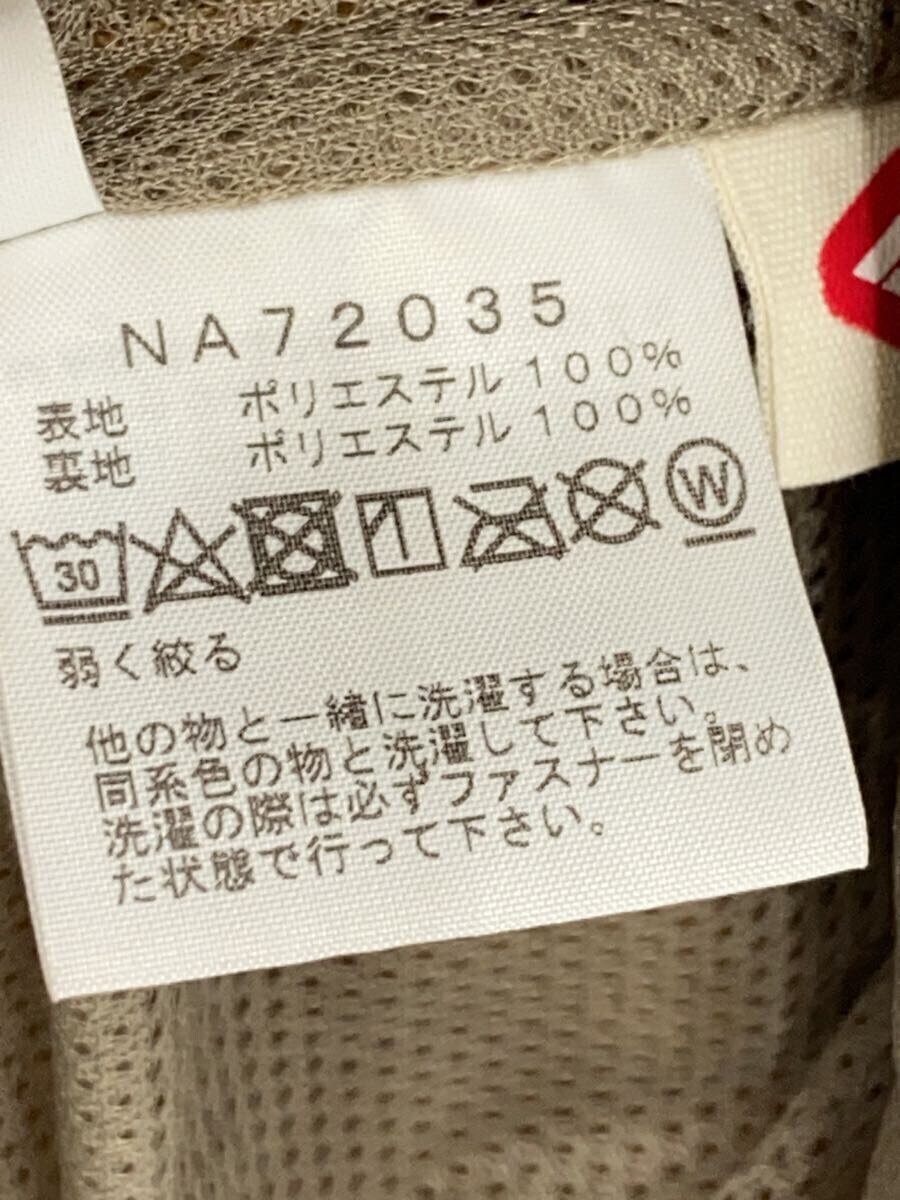 NA72035
表地 ポリエステル100%
裏地 ポリエステル100%
30
W
弱く絞る
他の物と一緒に洗濯する場合は、
同系色の物と洗濯して下さい。
洗濯の際は必ずファスナーを閉め
た状態で行って下さい。